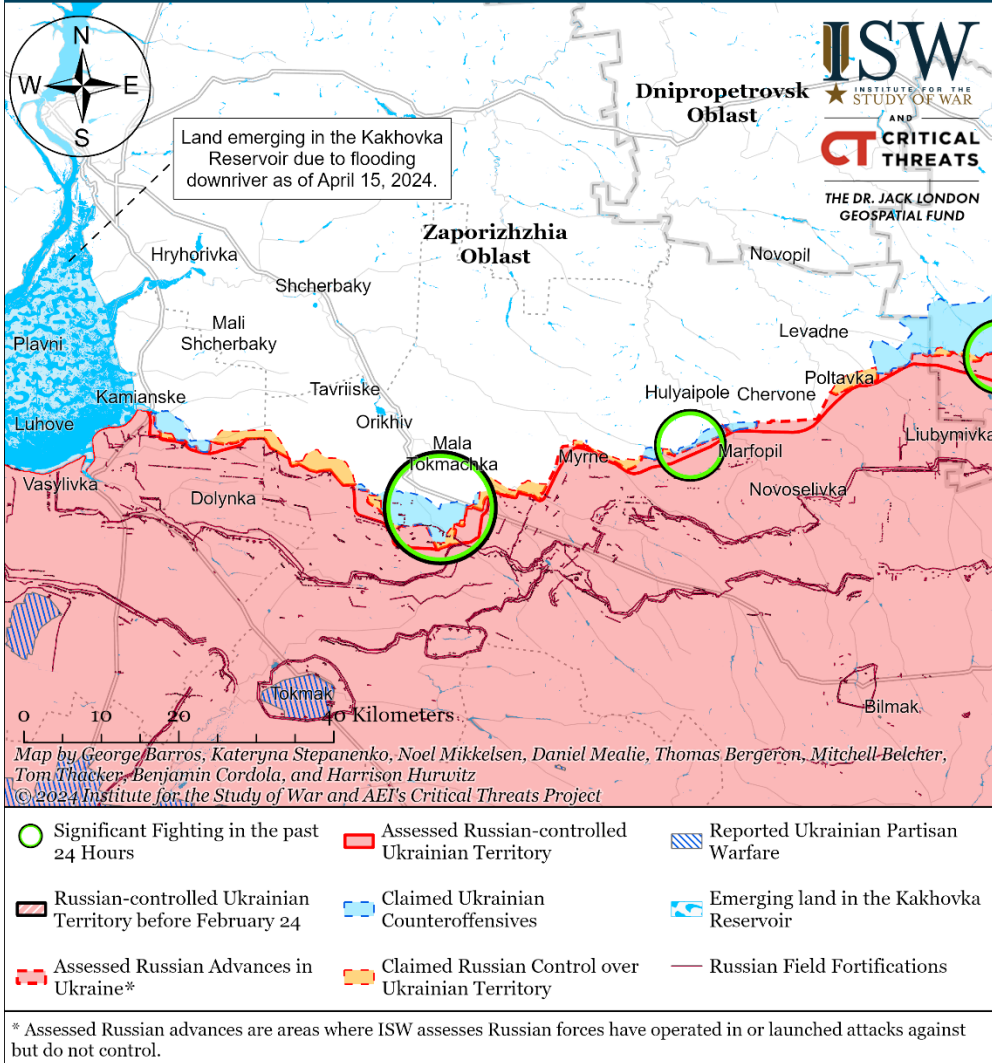 N
W E
S
ISW
INSTITUTE FOR THE
STUDY OF WAR
AND
CT CRITICAL
THREATS
THE DR. JACK LONDON
GEOSPATIAL FUND
Land emerging in the Kakhovka
Reservoir due to flooding
downriver as of April 15, 2024.
Dnipropetrovsk
Oblast
Zaporizhzhia
Oblast
Hryhorivka
Novopil
Shcherbaky
Mali
Shcherbaky
Levadne
Plavni
Tavriiske
Poltavka
Kamianske
Hulyaipole
Chervone
Luhove
Orikhiv
Liubymivka
Mala
Tokmachka
Myrne
Marfopil
Vasylivka
Dolynka
Novoselivka
Tokmak
Bilmak
0 10 20 40 Kilometers
Map by George Barros, Kateryna Stepanenko, Noel Mikkelsen, Daniel Mealie, Thomas Bergeron, Mitchell Belcher,
Tom Thacker, Benjamin Cordola, and Harrison Hurwitz
© 2024 Institute for the Study of War and AEI's Critical Threats Project
Significant Fighting in the past
24 Hours
Russian-controlled Ukrainian
Territory before February 24
Assessed Russian Advances in
Ukraine*
Assessed Russian-controlled
Ukrainian Territory
Claimed Ukrainian
Counteroffensives
Claimed Russian Control over
Ukrainian Territory
Reported Ukrainian Partisan
Warfare
Emerging land in the Kakhovka
Reservoir
Russian Field Fortifications
* Assessed Russian advances are areas where ISW assesses Russian forces have operated in or launched attacks against
but do not control.